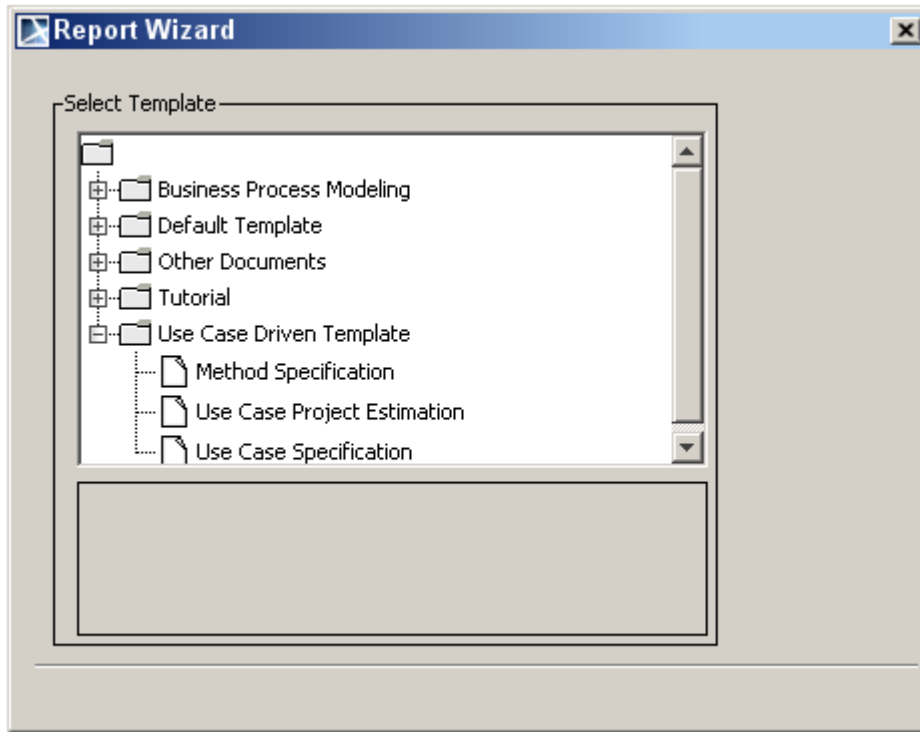 Report Wizard
Select Template
Business Process Modeling
Default Template
Other Documents
Tutorial
Use Case Driven Template
Method Specification
Use Case Project Estimation
Use Case Specification